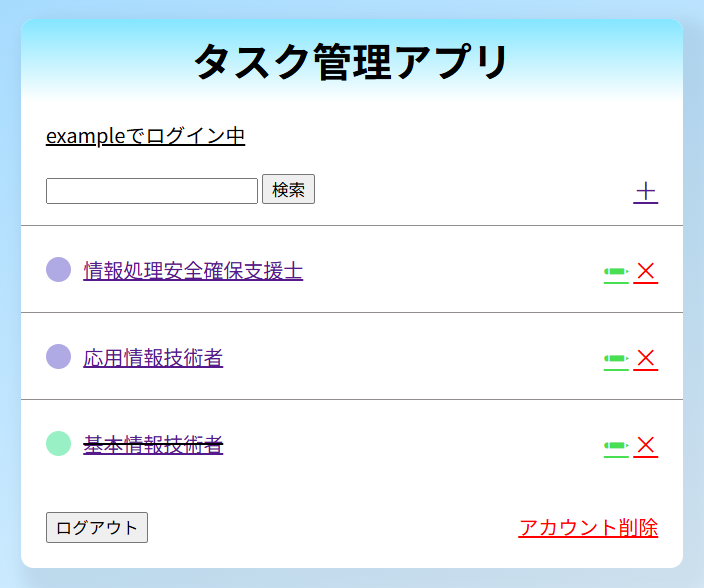 タスク管理アプリ
exampleでログイン中
検索 ＋
情報処理安全確保支援士 ×
応用情報技術者 ×
基本情報技術者 ×
ログアウト アカウント削除